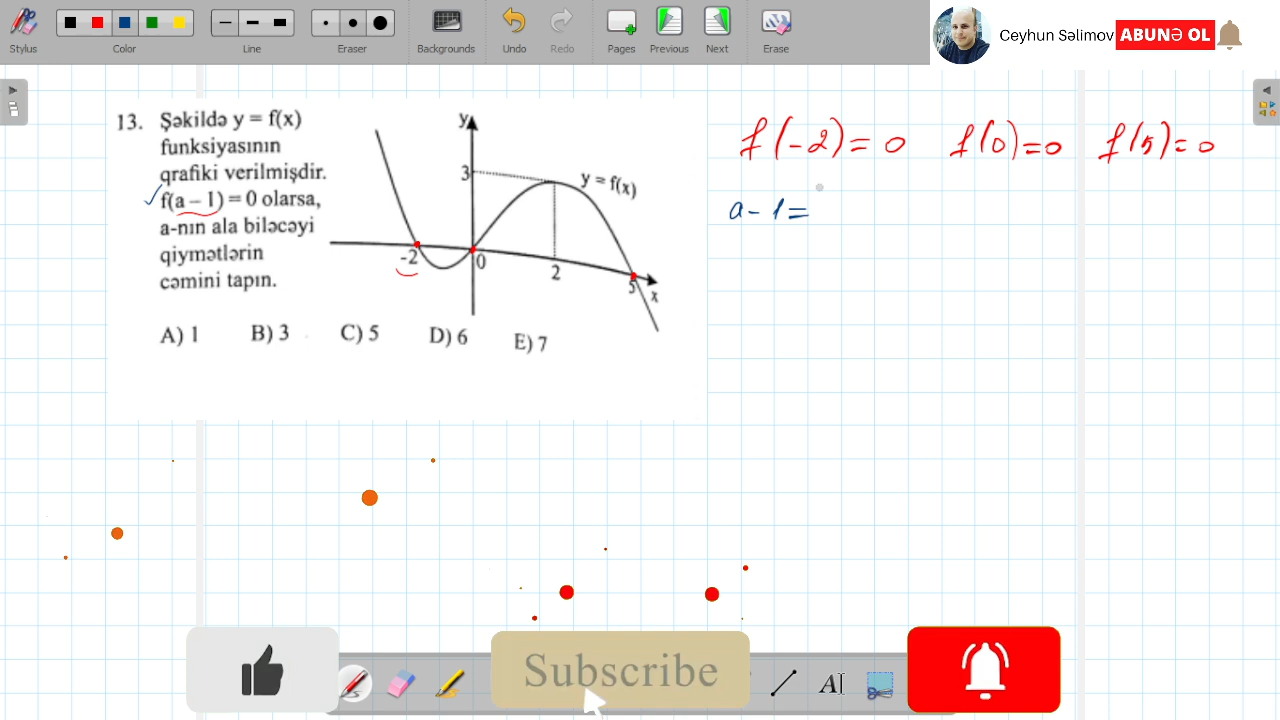 Stylus
Color
Line
Eraser
Backgrounds
Undo
Redo
Pages
Previous
Next
Erase
Ceyhun Səlimov
ABUNƏ OL
13. Şəkildə y = f(x)
funksiyasının
qrafiki verilmişdir.
f(a – 1) = 0 olarsa,
a-nın ala biləcəyi
qiymətlərin
cəmini tapın.
y
3
y = f(x)
-2
0
2
5
x
A) 1 B) 3 C) 5 D) 6 E) 7
f(-2)=0 f(0)=0 f(5)=0
a-1=
Subscribe